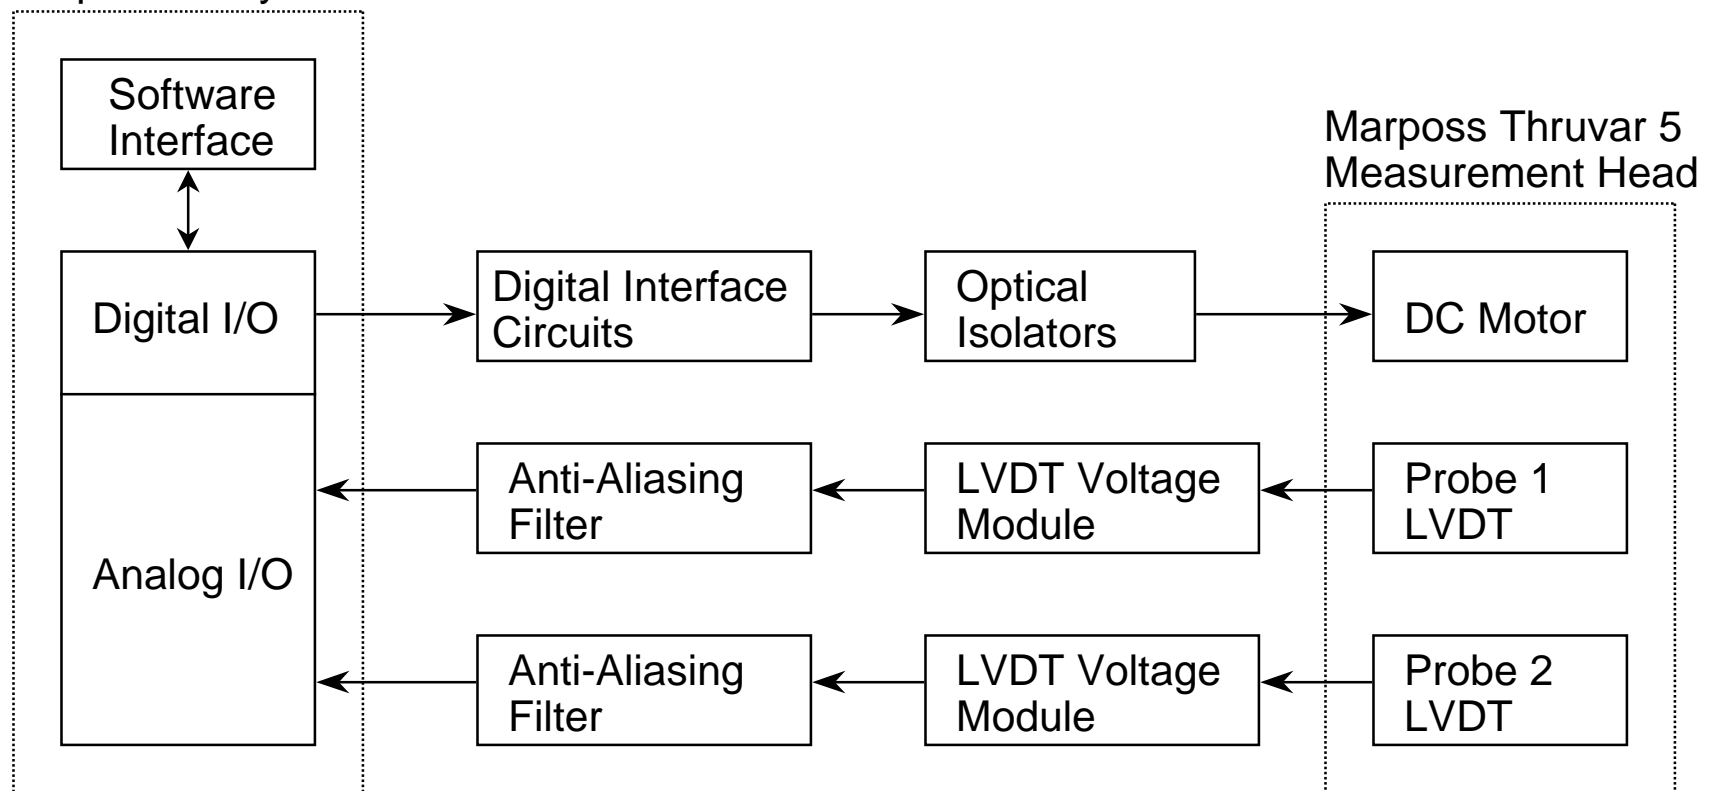 Software
Interface
Marposs Thruvar 5
Measurement Head
Digital I/O
Digital Interface
Circuits
Optical
Isolators
DC Motor
Analog I/O
Anti-Aliasing
Filter
LVDT Voltage
Module
Probe 1
LVDT
Anti-Aliasing
Filter
LVDT Voltage
Module
Probe 2
LVDT